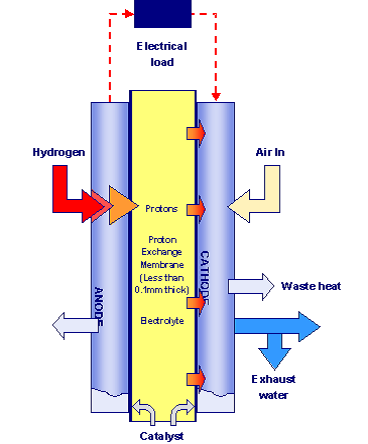 Electrical
load
Hydrogen
Air In
Protons
Proton
Exchange
Membrane
(Less than
0.1mm thick)
CATHODE
ANODE
Waste heat
Electrolyte
Exhaust
water
Catalyst